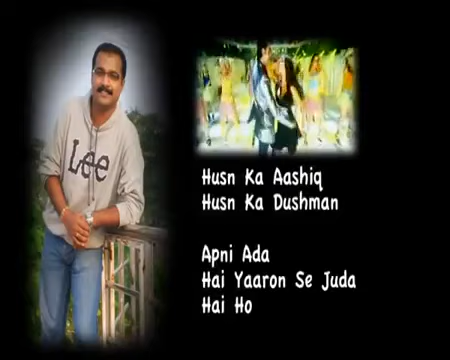 Lee
Husn Ka Aashiq
Husn Ka Dushman
Apni Ada
Hai Yaaron Se Juda
Hai Ho